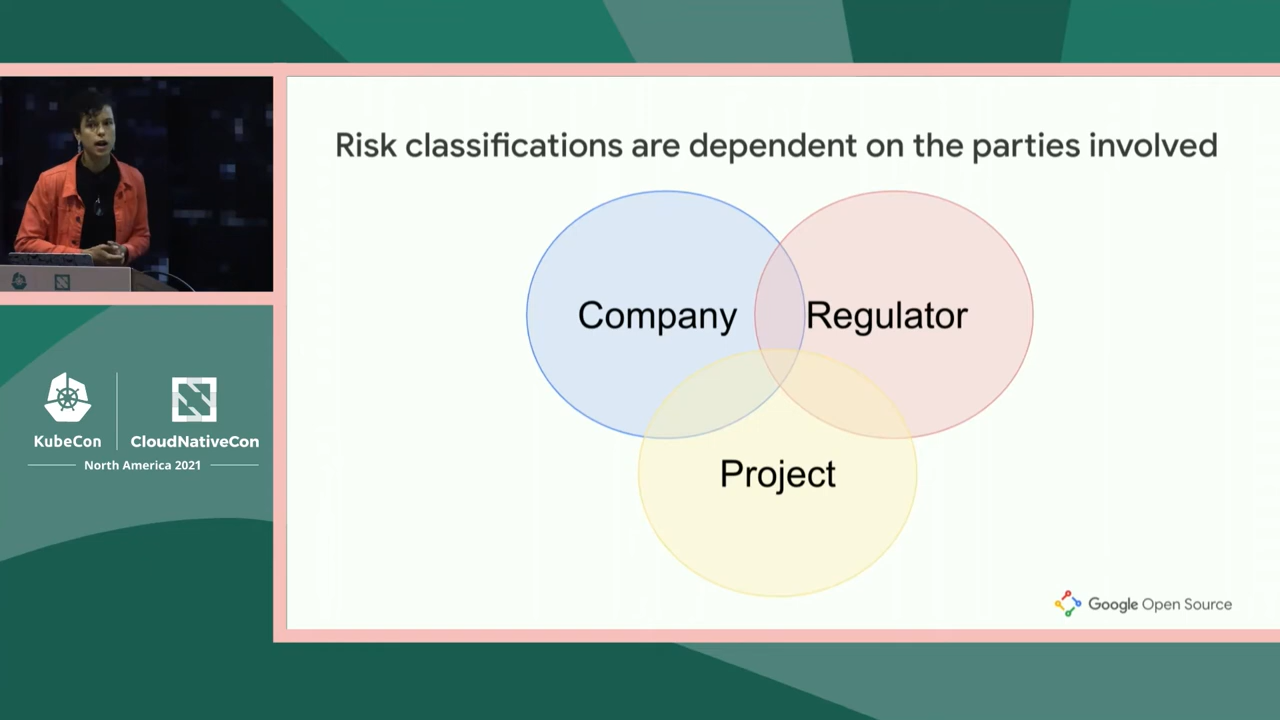 Risk classifications are dependent on the parties involved
Company
Regulator
Project
Google Open Source
KubeCon
CloudNativeCon
North America 2021